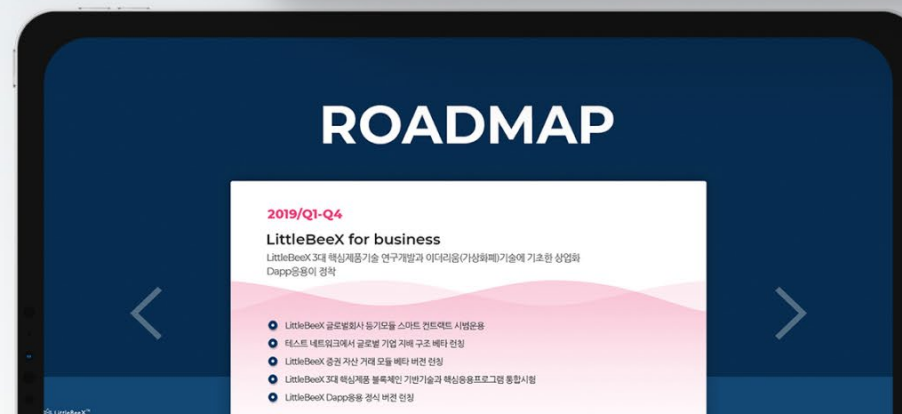 ROADMAP
2019/Q1-Q4
LittleBeeX for business
LittleBeeX 3대 핵심제품기술 연구개발과 이더리움(가상화폐)기술에 기초한 상업화
Dapp응용이 정착
LittleBeeX 글로벌회사 등기모듈 스마트 컨트랙트 시범운용
테스트 네트워크에서 글로벌 기업 지배 구조 베타 런칭
LittleBeeX 증권 자산 거래 모듈 베타 버전 런칭
LittleBeeX 3대 핵심제품 블록체인 기반기술과 핵심응용프로그램 통합시험
LittleBeeX Dapp응용 정식 버전 런칭
LittleBeeX™